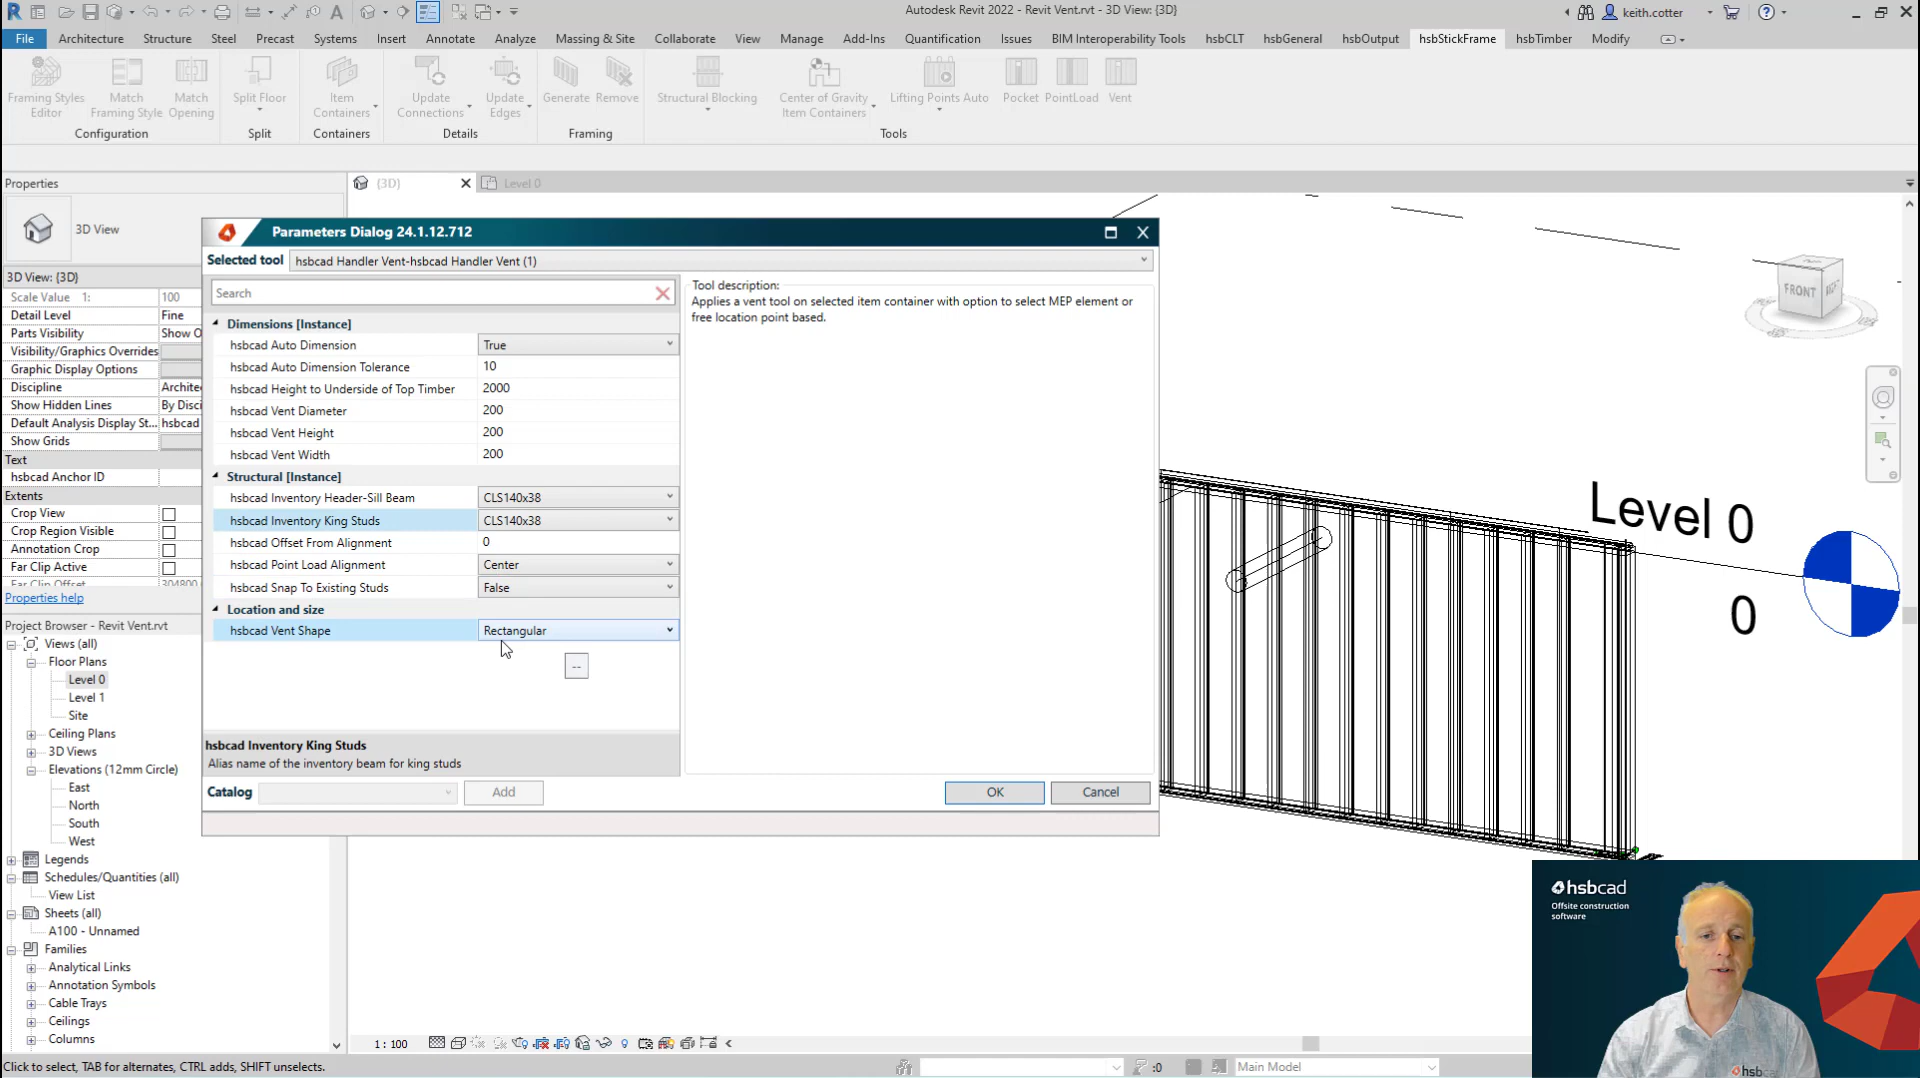 Autodesk Revit 2022 - Revit Vent.rvt - 3D View: {3D}
keith.cotter
File Architecture Structure Steel Precast Systems Insert Annotate Analyze Massing & Site Collaborate View Manage Add-Ins Quantification Issues BIM Interoperability Tools hsbCLT hsbGeneral hsbOutput hsbStickFrame hsbTimber Modify
Framing Styles Editor
Match Framing Style
Match Opening
Split Floor
Item Containers
Update Connections
Update Edges
Generate
Remove
Structural Blocking
Center of Gravity Item Containers
Lifting Points Auto
Pocket
PointLoad
Vent
Configuration Split Containers Details Framing Tools
Properties
{3D}
Level 0
3D View
3D View: {3D}
Scale Value 1: 100
Detail Level Fine
Parts Visibility Show O
Visibility/Graphics Overrides
Graphic Display Options
Discipline Archite
Show Hidden Lines By Disci
Default Analysis Display St... hsbcad
Show Grids
Text
hsbcad Anchor ID
Extents
Crop View
Crop Region Visible
Annotation Crop
Far Clip Active
Far Clip Offset 304800
Properties help
Project Browser - Revit Vent.rvt
Views (all)
Floor Plans
Level 0
Level 1
Site
Ceiling Plans
3D Views
Elevations (12mm Circle)
East
North
South
West
Legends
Schedules/Quantities (all)
View List
Sheets (all)
A100 - Unnamed
Families
Analytical Links
Annotation Symbols
Cable Trays
Ceilings
Columns
Parameters Dialog 24.1.12.712
Selected tool hsbcad Handler Vent-hsbcad Handler Vent (1)
Search
Dimensions [Instance]
hsbcad Auto Dimension True
hsbcad Auto Dimension Tolerance 10
hsbcad Height to Underside of Top Timber 2000
hsbcad Vent Diameter 200
hsbcad Vent Height 200
hsbcad Vent Width 200
Structural [Instance]
hsbcad Inventory Header-Sill Beam CLS140x38
hsbcad Inventory King Studs CLS140x38
hsbcad Offset From Alignment 0
hsbcad Point Load Alignment Center
hsbcad Snap To Existing Studs False
Location and size
hsbcad Vent Shape Rectangular
--
hsbcad Inventory King Studs
Alias name of the inventory beam for king studs
Catalog Add
Tool description:
Applies a vent tool on selected item container with option to select MEP element or
free location point based.
OK Cancel
FRONT
Level 0
0
hsbcad
Offsite construction
software
hsbcad
1 : 100
Click to select, TAB for alternates, CTRL adds, SHIFT unselects.
:0
Main Model